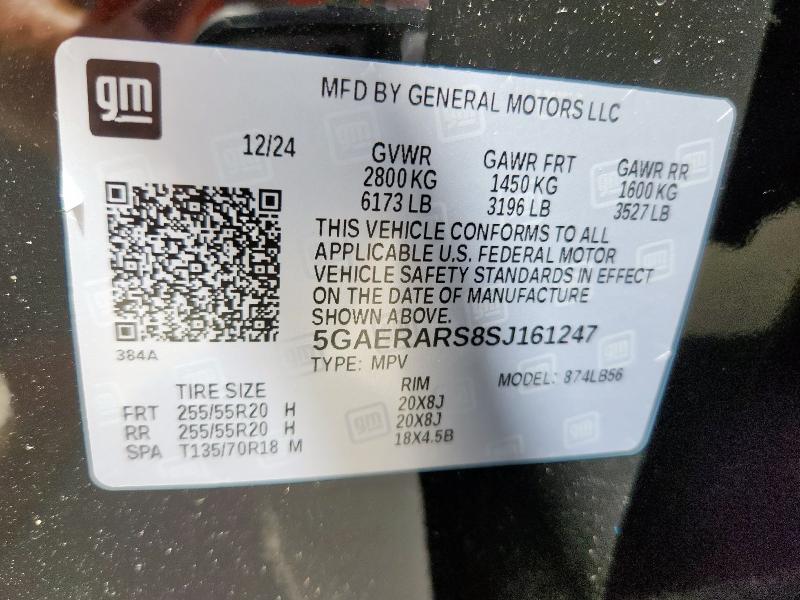 gm
MFD BY GENERAL MOTORS LLC
12/24
GVWR
2800 KG
6173 LB
GAWR FRT
1450 KG
3196 LB
GAWR RR
1600 KG
3527 LB
THIS VEHICLE CONFORMS TO ALL
APPLICABLE U.S. FEDERAL MOTOR
VEHICLE SAFETY STANDARDS IN EFFECT
ON THE DATE OF MANUFACTURE
SHOWN ABOVE.
5GAERARS8SJ161247
384A
TYPE: MPV
MODEL: 874LB56
TIRE SIZE
RIM
FRT 255/55R20 H 20X8J
RR 255/55R20 H 20X8J
SPA T135/70R18 M 18X4.5B